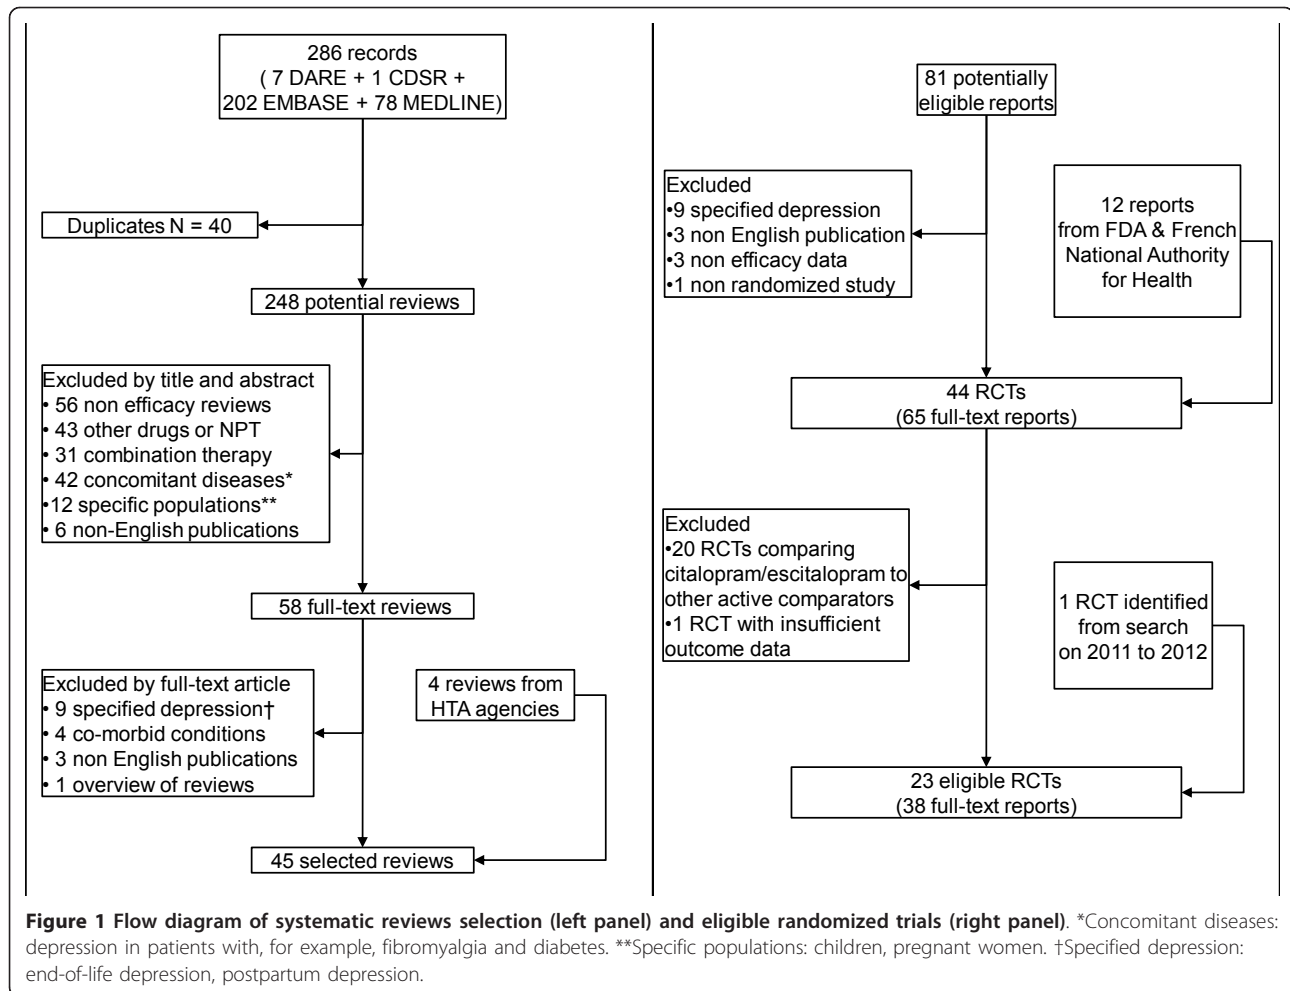 286 records
( 7 DARE + 1 CDSR +
202 EMBASE + 78 MEDLINE)
Duplicates N = 40
248 potential reviews
Excluded by title and abstract
• 56 non efficacy reviews
• 43 other drugs or NPT
• 31 combination therapy
• 42 concomitant diseases*
•12 specific populations**
• 6 non-English publications
58 full-text reviews
Excluded by full-text article
• 9 specified depression†
• 4 co-morbid conditions
• 3 non English publications
• 1 overview of reviews
4 reviews from
HTA agencies
45 selected reviews
81 potentially
eligible reports
Excluded
•9 specified depression
•3 non English publication
•3 non efficacy data
•1 non randomized study
12 reports
from FDA & French
National Authority
for Health
44 RCTs
(65 full-text reports)
Excluded
•20 RCTs comparing
citalopram/escitalopram to
other active comparators
•1 RCT with insufficient
outcome data
1 RCT identified
from search
on 2011 to 2012
23 eligible RCTs
(38 full-text reports)
Figure 1 Flow diagram of systematic reviews selection (left panel) and eligible randomized trials (right panel). *Concomitant diseases:
depression in patients with, for example, fibromyalgia and diabetes. **Specific populations: children, pregnant women. †Specified depression:
end-of-life depression, postpartum depression.